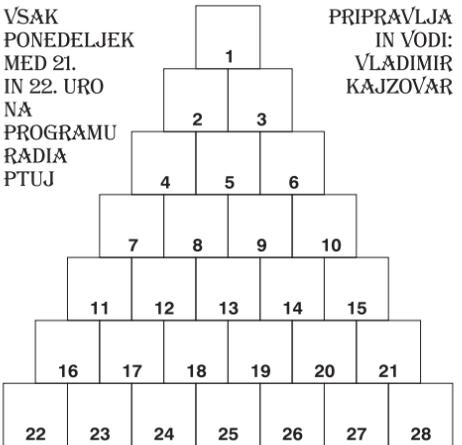 VSAK
PONEDELJEK
MED 21.
IN 22. URO
NA
PROGRAMU
RADIA
PTUJ
PRIPRAVLJA
IN VODI:
VLADIMIR
KAJZOVAR
1
2 3
4 5 6
7 8 9 10
11 12 13 14 15
16 17 18 19 20 21
22 23 24 25 26 27 28